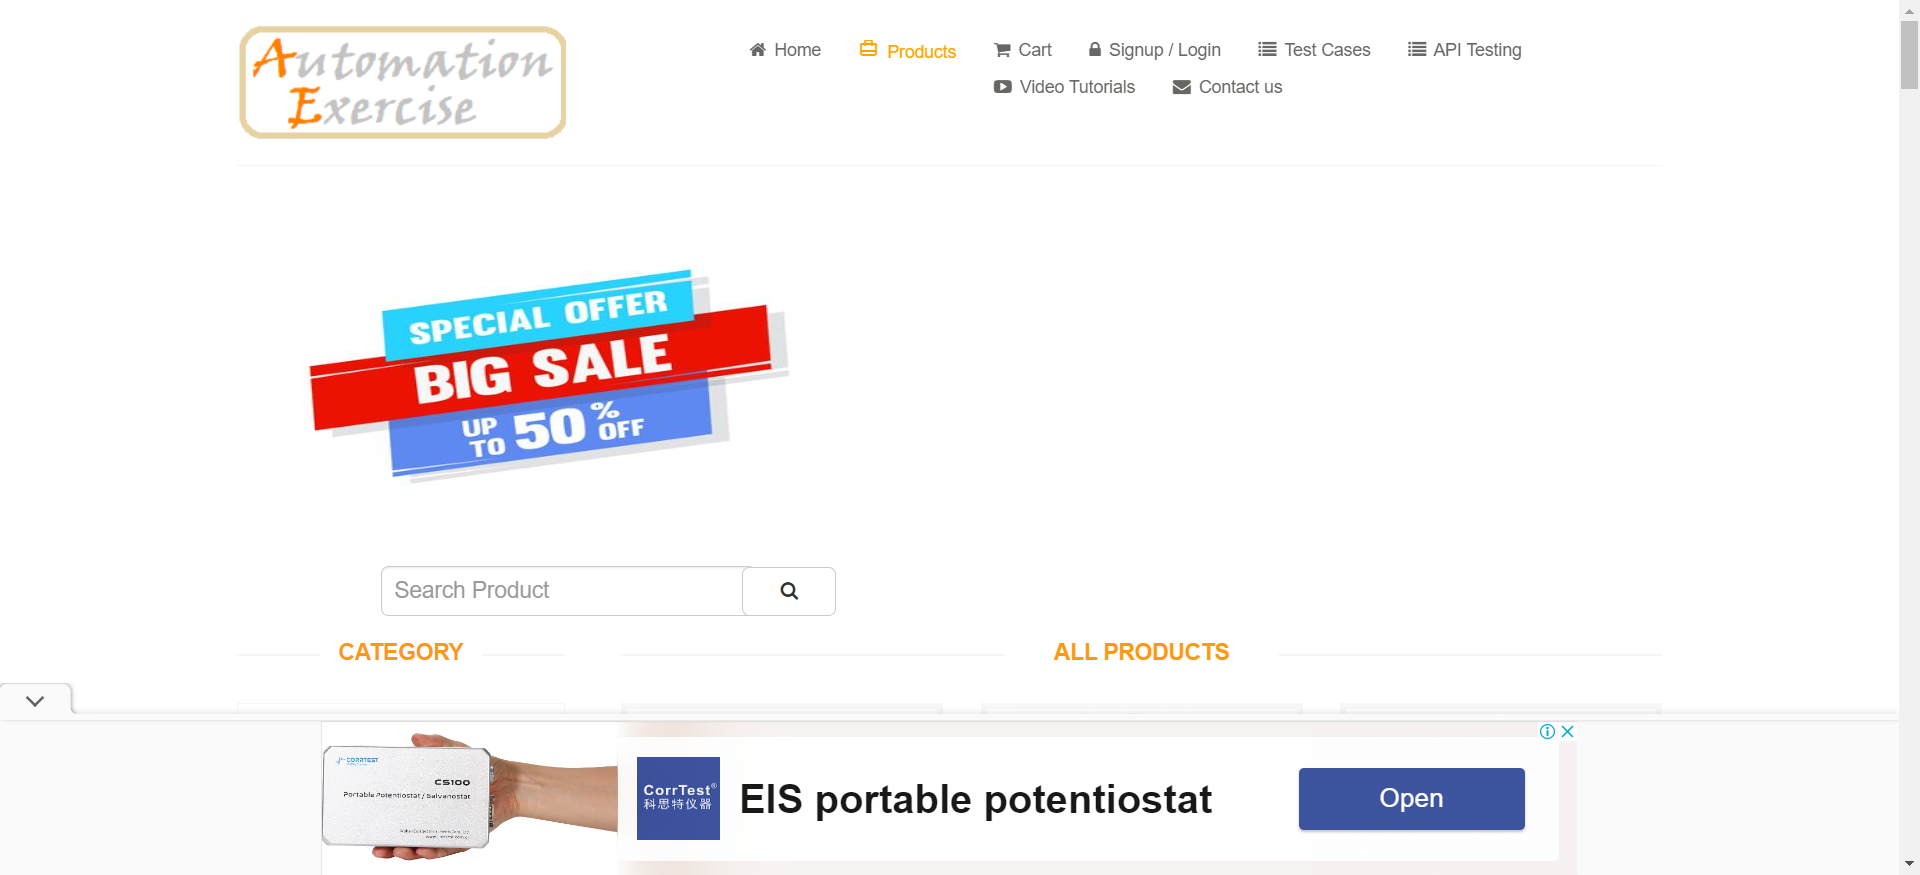 Automation
Exercise
Home
Products
Cart
Signup / Login
Test Cases
API Testing
Video Tutorials
Contact us
SPECIAL OFFER
BIG SALE
UP TO 50% OFF
Search Product
CATEGORY
ALL PRODUCTS
CORRTEST
CS100
Portable Potentiostat / Galvanostat
CorrTest®
科思特仪器
EIS portable potentiostat
Open